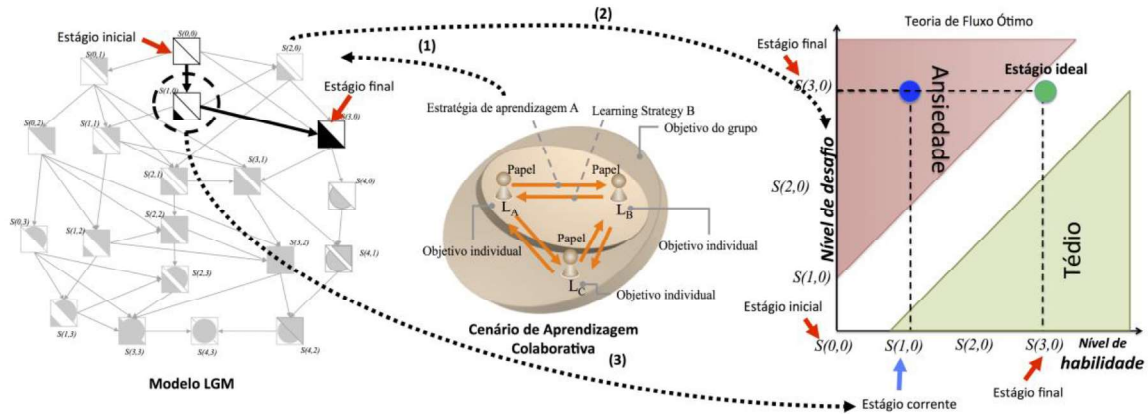 S(0,0)
Estágio inicial
S(0,1)
S(2,0)
S(1,0)
Estágio final
S(3,0)
S(0,2)
S(1,1)
S(2,1)
S(3,1)
S(4,0)
S(0,3)
S(1,2)
S(2,2)
S(3,2)
S(4,1)
S(2,3)
S(1,3)
S(3,3)
S(4,3)
S(4,2)
Modelo LGM
(1)
(2)
(3)
Estratégia de aprendizagem A
Learning Strategy B
Objetivo do grupo
Papel
Papel
L_A
L_B
Objetivo individual
Papel
Objetivo individual
L_C
Objetivo individual
Cenário de Aprendizagem
Colaborativa
Teoria de Fluxo Ótimo
Estágio final
S(3,0)
Ansiedade
Estágio ideal
Nível de desafio
S(2,0)
S(1,0)
Tédio
Estágio inicial
S(0,0)
S(1,0)
S(2,0)
S(3,0)
Nível de
habilidade
Estágio corrente
Estágio final